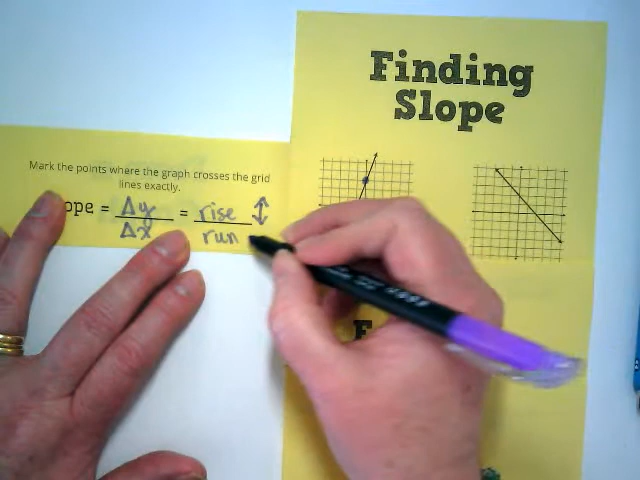 Finding
Slope
Mark the points where the graph crosses the grid
lines exactly.
ope = Δy = rise ↕
Δx run
F